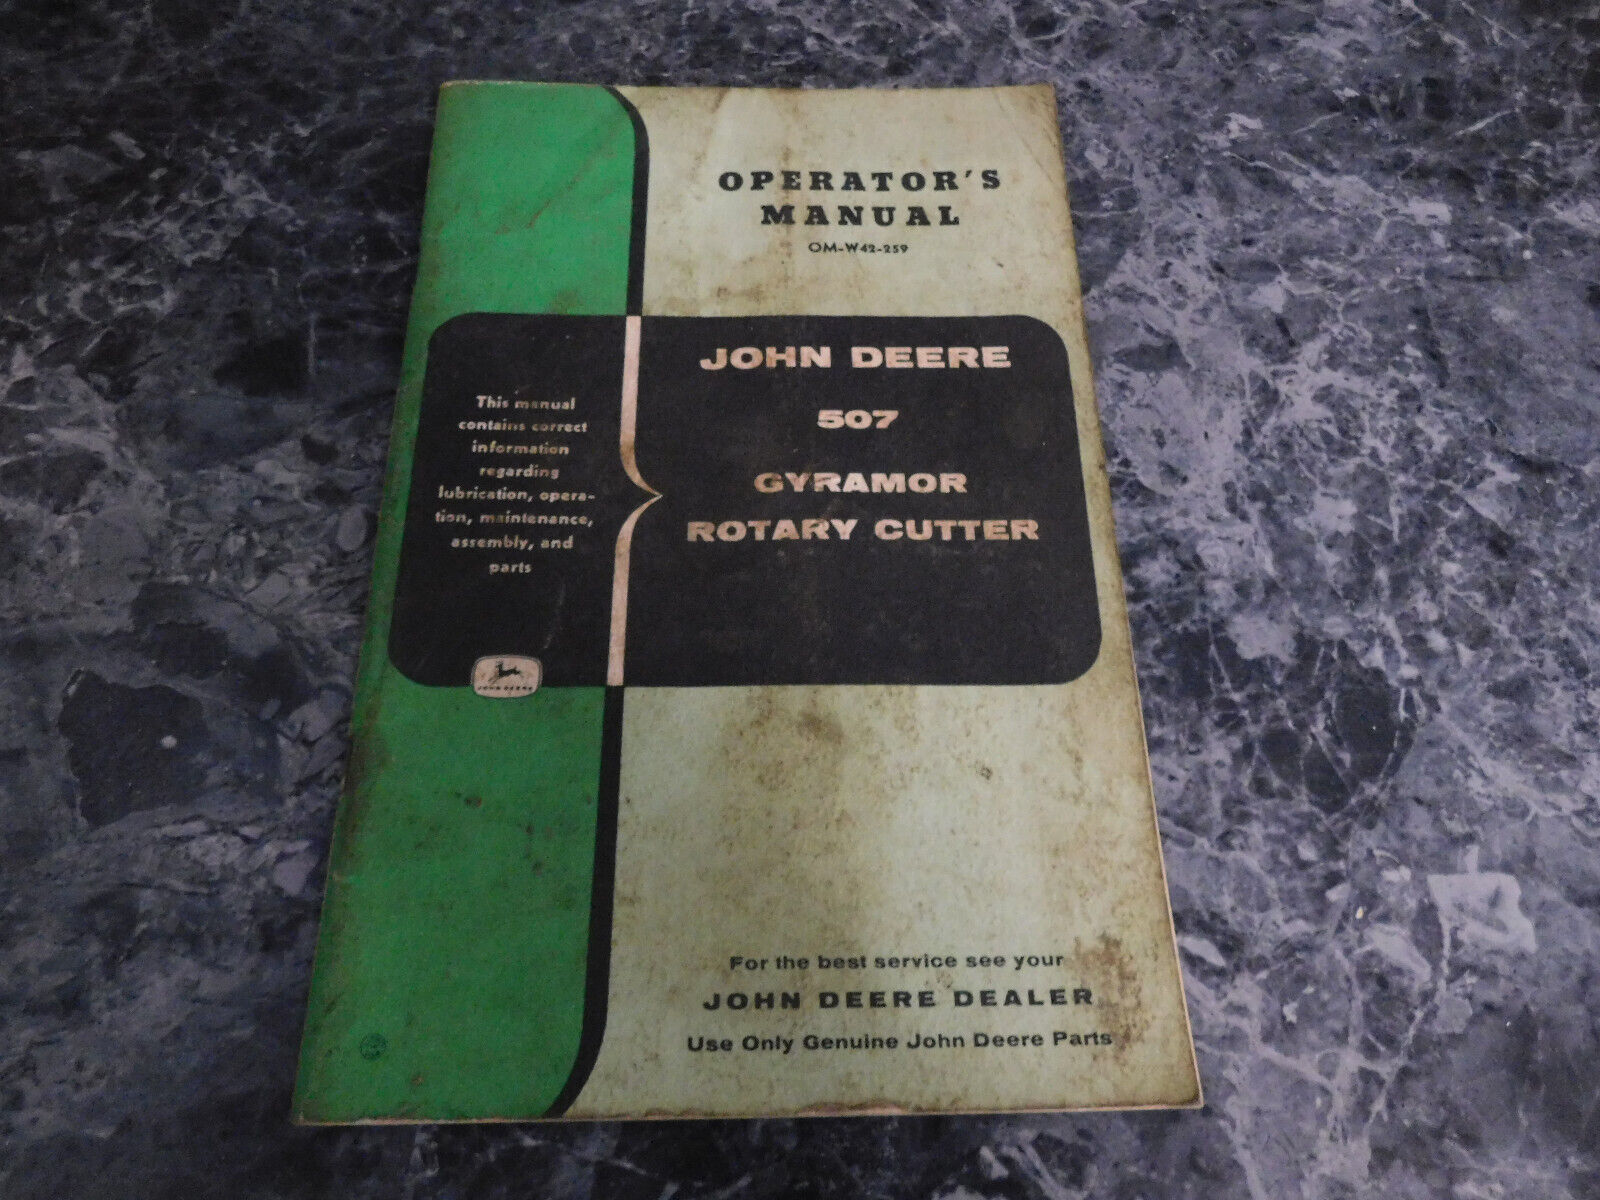 OPERATOR'S
MANUAL
OM-W42-259
JOHN DEERE
507
GYRAMOR
ROTARY CUTTER
This manual
contains correct
information
regarding
lubrication, opera-
tion, maintenance,
assembly, and
parts
JOHN DEERE
For the best service see your
JOHN DEERE DEALER
Use Only Genuine John Deere Parts